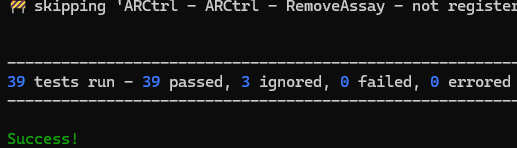 🚧 skipping 'ARCtrl - ARCtrl - RemoveAssay - not register
39 tests run - 39 passed, 3 ignored, 0 failed, 0 errored
Success!